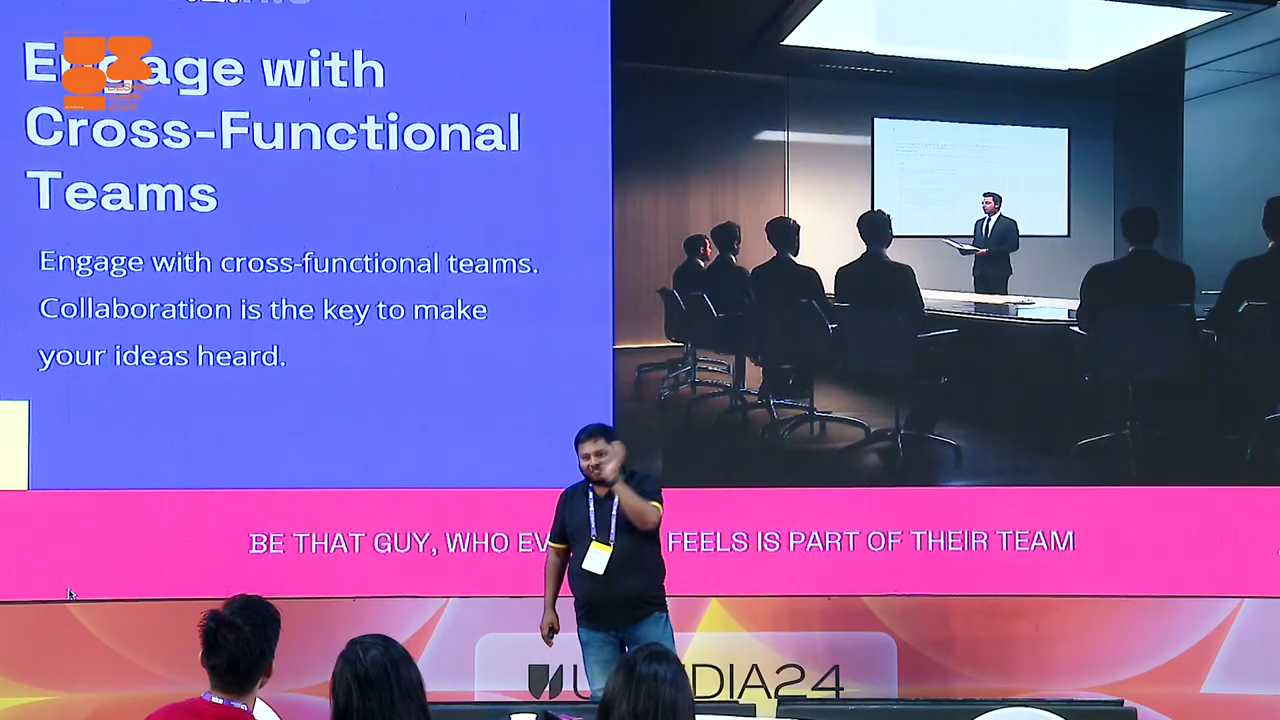 Engage with
Cross-Functional
Teams
Engage with cross-functional teams.
Collaboration is the key to make
your ideas heard.
BE THAT GUY, WHO FEELS IS PART OF THEIR TEAM
2024